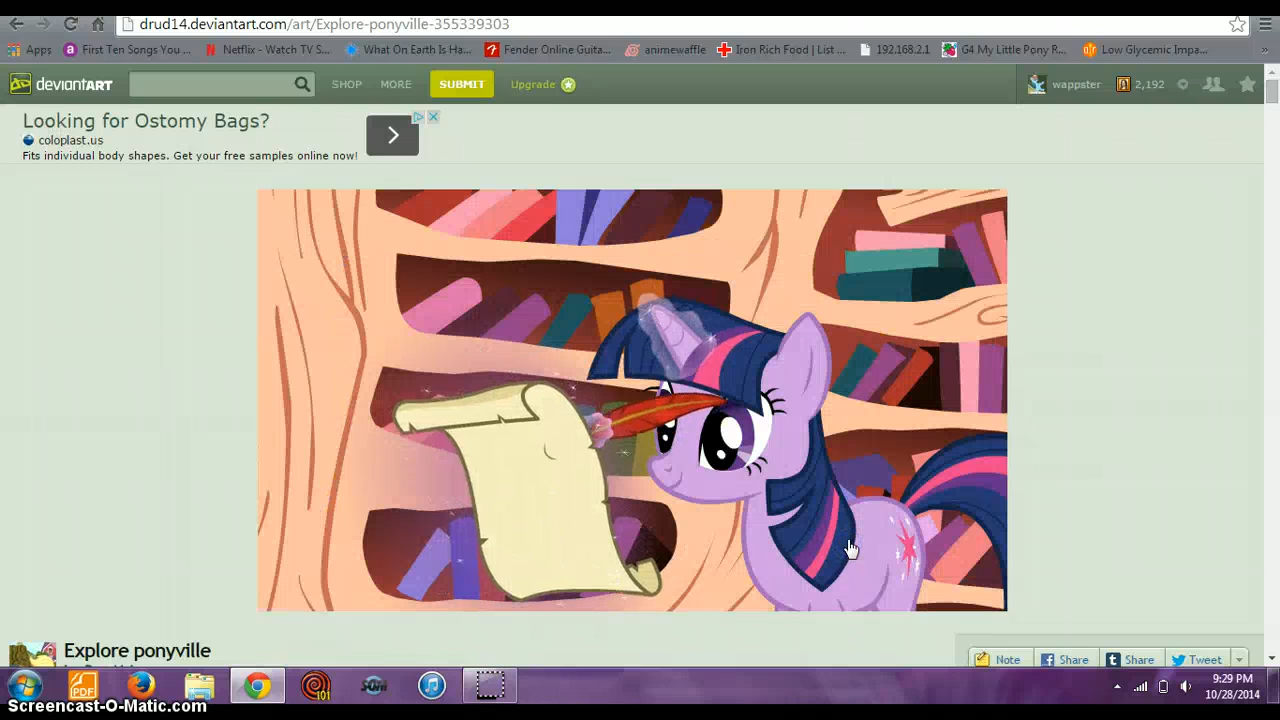 drud14.deviantart.com/art/Explore-ponyville-355339303
Apps First Ten Songs You ... Netflix - Watch TV S... What On Earth Is Ha... Fender Online Guita... animewaffle Iron Rich Food | List ... 192.168.2.1 G4 My Little Pony R... Low Glycemic Impa... »
deviantART SHOP MORE SUBMIT Upgrade wappster 2,192
Looking for Ostomy Bags?
coloplast.us
Fits individual body shapes. Get your free samples online now!
Explore ponyville
Note Share Share Tweet
PDF 101
9:29 PM
10/28/2014
Screencast-O-Matic.com